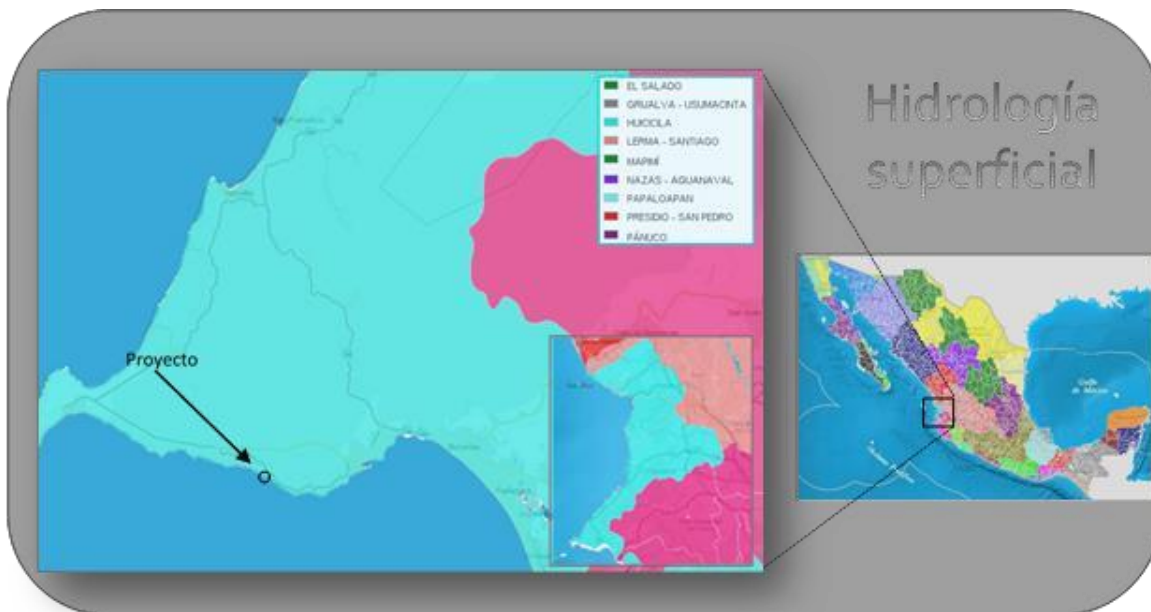 Hidrología
superficial
EL SALADO
GRIJALVA - USUMACINTA
HUICICILA
LERMA - SANTIAGO
MAPIMÍ
NAZAS - AGUANAVAL
PAPALOAPAN
PRESIDIO - SAN PEDRO
PÁNUCO
Proyecto
Golfo
de México